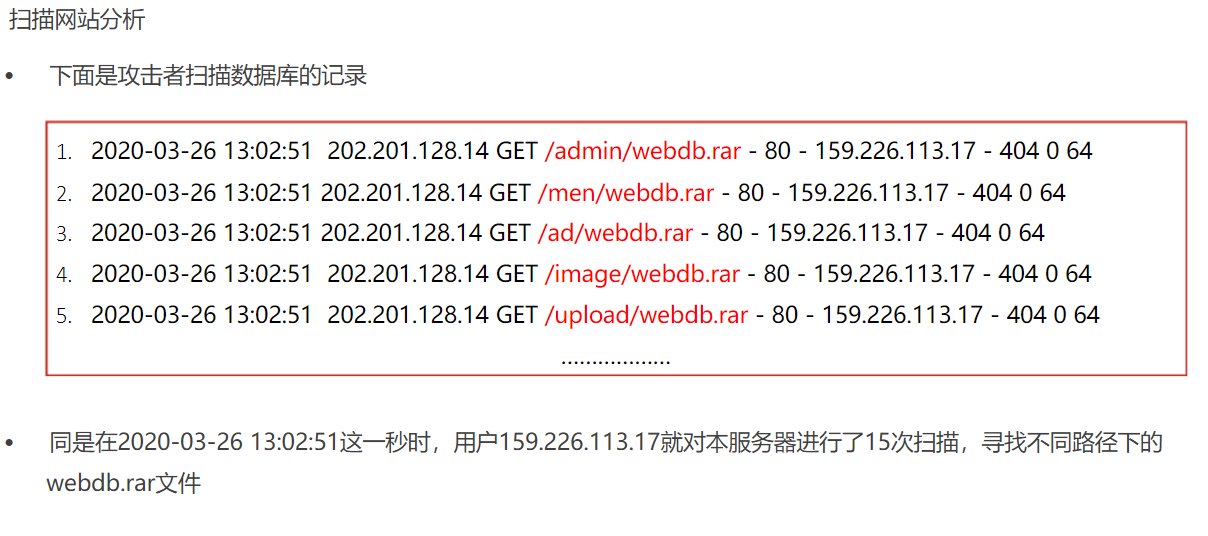 扫描网站分析
• 下面是攻击者扫描数据库的记录
1. 2020-03-26 13:02:51 202.201.128.14 GET /admin/webdb.rar - 80 - 159.226.113.17 - 404 0 64
2. 2020-03-26 13:02:51 202.201.128.14 GET /men/webdb.rar - 80 - 159.226.113.17 - 404 0 64
3. 2020-03-26 13:02:51 202.201.128.14 GET /ad/webdb.rar - 80 - 159.226.113.17 - 404 0 64
4. 2020-03-26 13:02:51 202.201.128.14 GET /image/webdb.rar - 80 - 159.226.113.17 - 404 0 64
5. 2020-03-26 13:02:51 202.201.128.14 GET /upload/webdb.rar - 80 - 159.226.113.17 - 404 0 64
..................
• 同是在2020-03-26 13:02:51这一秒时，用户159.226.113.17就对本服务器进行了15次扫描，寻找不同路径下的
webdb.rar文件